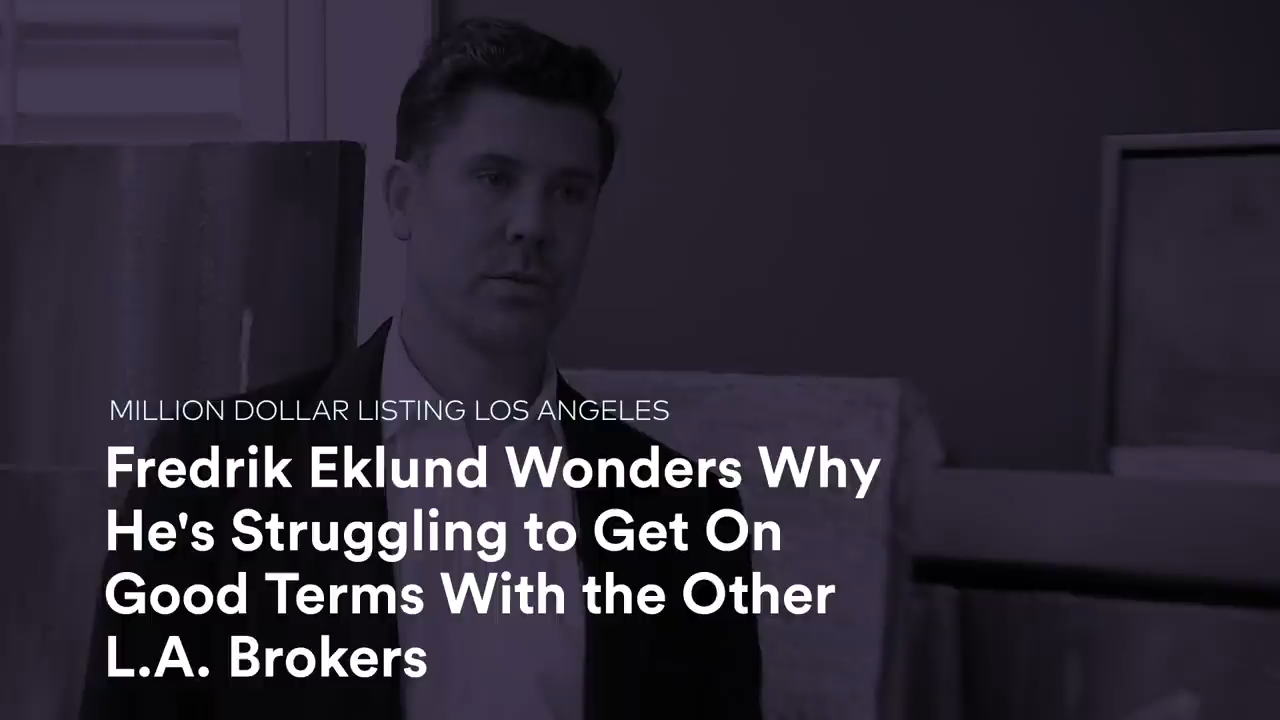 MILLION DOLLAR LISTING LOS ANGELES
Fredrik Eklund Wonders Why
He's Struggling to Get On
Good Terms With the Other
L.A. Brokers